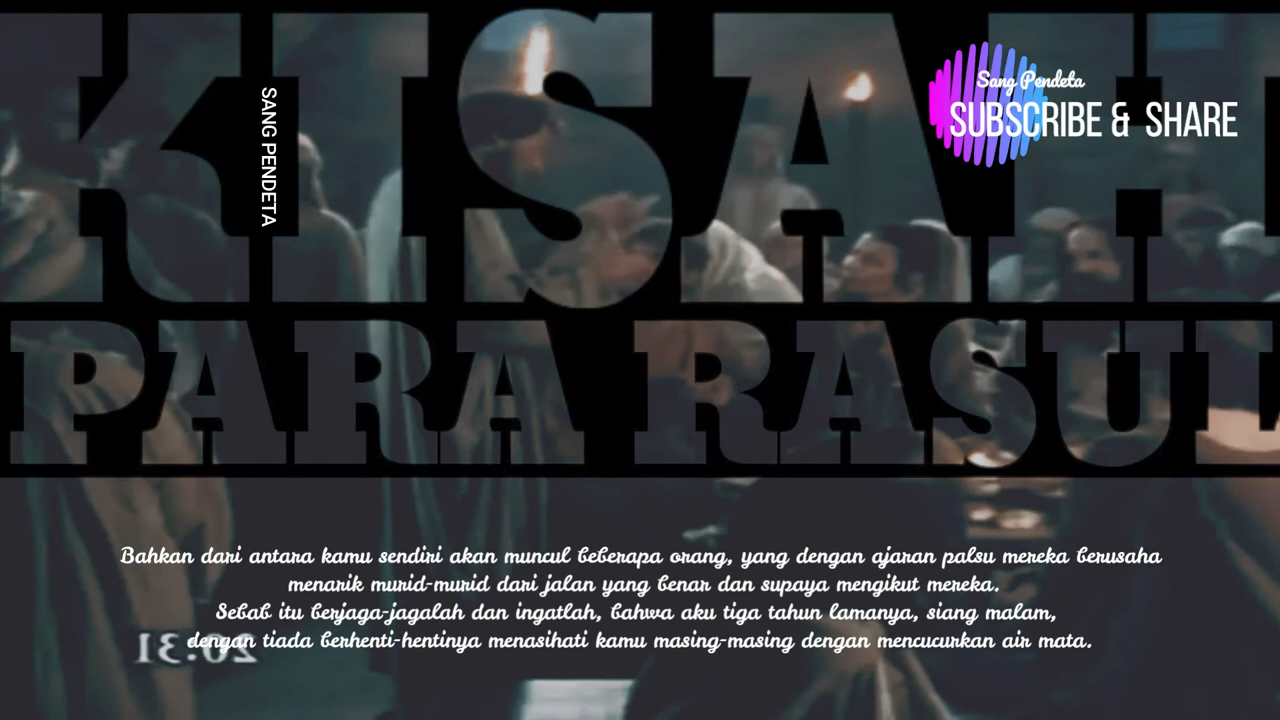 KISAH
PARA RASUL
SANG PENDETA
Sang Pendeta
SUBSCRIBE & SHARE
Bahkan dari antara kamu sendiri akan muncul beberapa orang, yang dengan ajaran palsu mereka berusaha
menarik murid-murid dari jalan yang benar dan supaya mengikut mereka.
Sebab itu berjaga-jagalah dan ingatlah, bahwa aku tiga tahun lamanya, siang malam,
dengan tiada berhenti-hentinya menasihati kamu masing-masing dengan mencucurkan air mata.
20:31